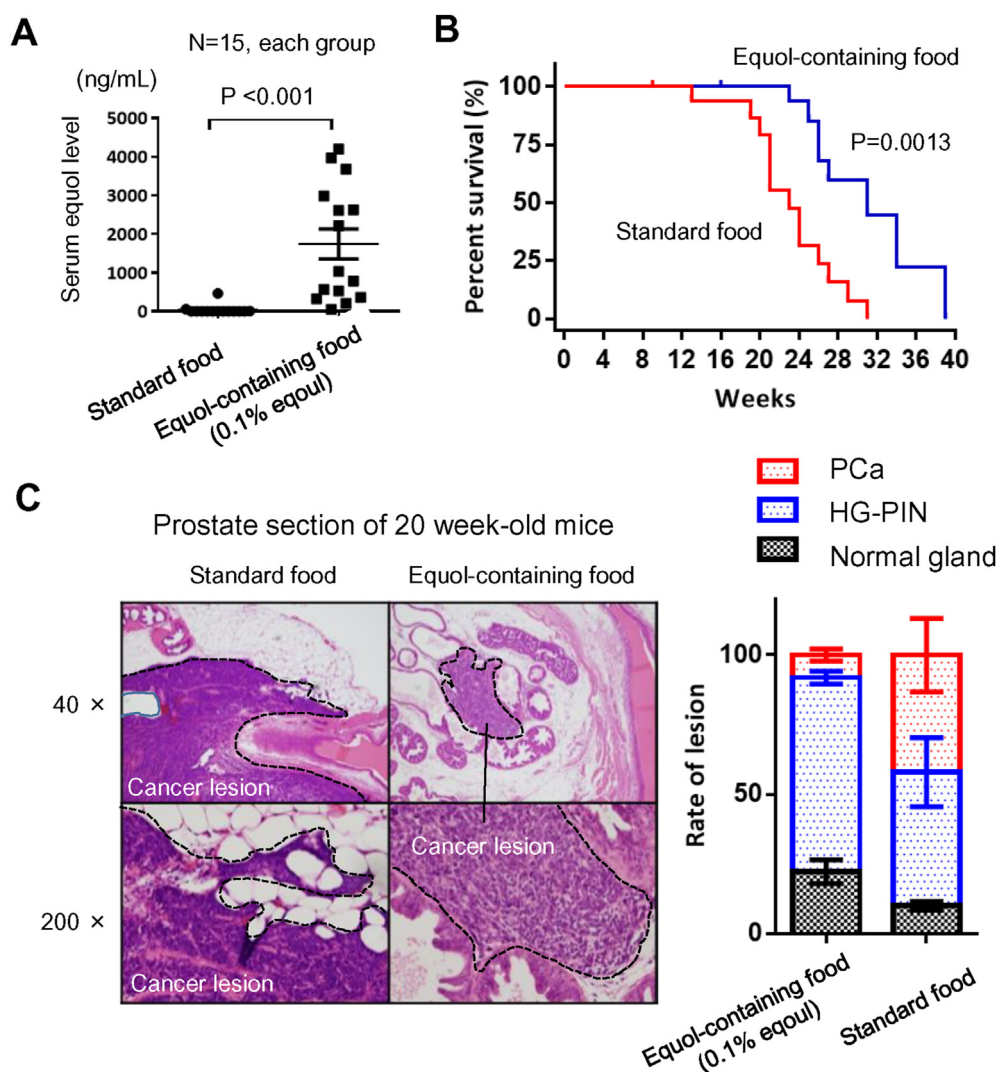 A
N=15, each group
(ng/mL)
P <0.001
Serum equol level
5000
4000
3000
2000
1000
0
Standard food
Equol-containing food
(0.1% eqoul)
B
Equol-containing food
P=0.0013
Standard food
Percent survival (%)
100
75
50
25
0
0 4 8 12 16 20 24 28 32 36 40
Weeks
C
Prostate section of 20 week-old mice
Standard food
Equol-containing food
40 ×
200 ×
Cancer lesion
Cancer lesion
Cancer lesion
PCa
HG-PIN
Normal gland
Rate of lesion
100
50
0
Equol-containing food
(0.1% eqoul)
Standard food